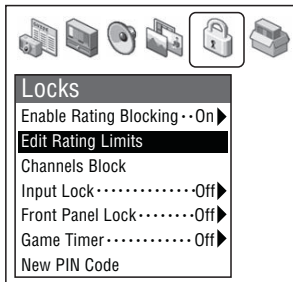 Locks
Enable Rating Blocking ·· On
Edit Rating Limits
Channels Block
Input Lock ·············· Off
Front Panel Lock ········ Off
Game Timer ············ Off
New PIN Code